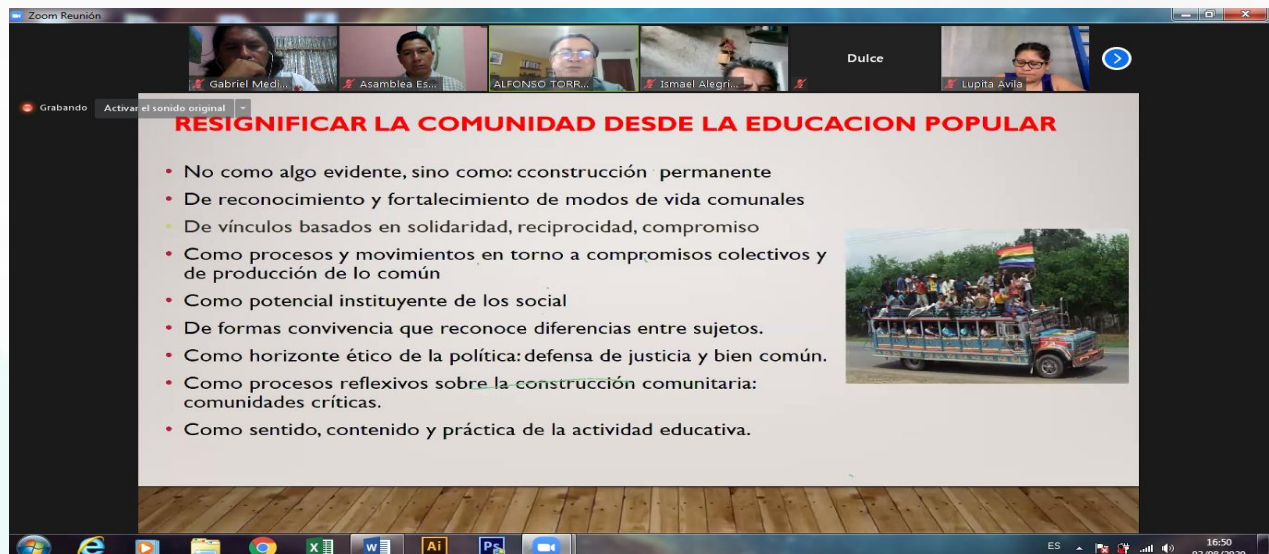 Zoom Reunión
Gabriel Medi...
Asamblea Es...
ALFONSO TORR...
Ismael Alegrí...
Dulce
Lupita Avila
Grabando
Activar el sonido original
RESIGNIFICAR LA COMUNIDAD DESDE LA EDUCACION POPULAR
• No como algo evidente, sino como: cconstrucción permanente
• De reconocimiento y fortalecimiento de modos de vida comunales
• De vínculos basados en solidaridad, reciprocidad, compromiso
• Como procesos y movimientos en torno a compromisos colectivos y
de producción de lo común
• Como potencial instituyente de los social
• De formas convivencia que reconoce diferencias entre sujetos.
• Como horizonte ético de la política: defensa de justicia y bien común.
• Como procesos reflexivos sobre la construcción comunitaria:
comunidades críticas.
• Como sentido, contenido y práctica de la actividad educativa.
Ai
Ps
ES
16:50